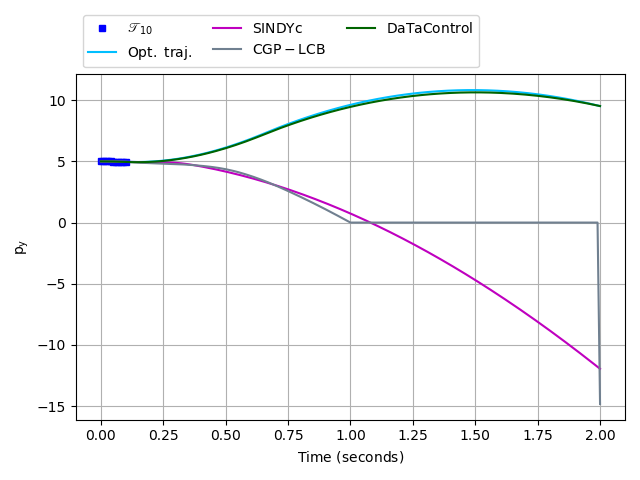 𝒯10 SINDYc DaTaControl
Opt. traj. CGP − LCB
10
5
0
−5
−10
−15
py
0.00 0.25 0.50 0.75 1.00 1.25 1.50 1.75 2.00
Time (seconds)